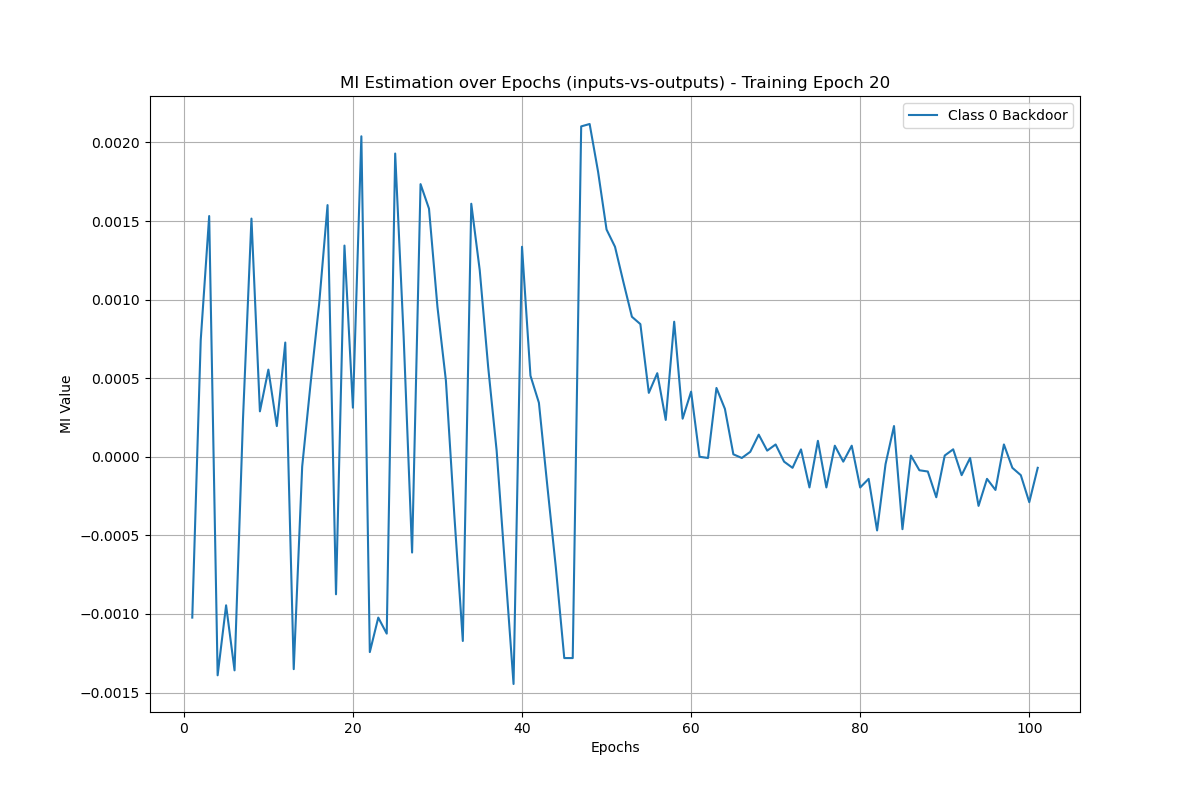 MI Estimation over Epochs (inputs-vs-outputs) - Training Epoch 20
Class 0 Backdoor
0.0020
0.0015
0.0010
0.0005
0.0000
−0.0005
−0.0010
−0.0015
MI Value
0 20 40 60 80 100
Epochs